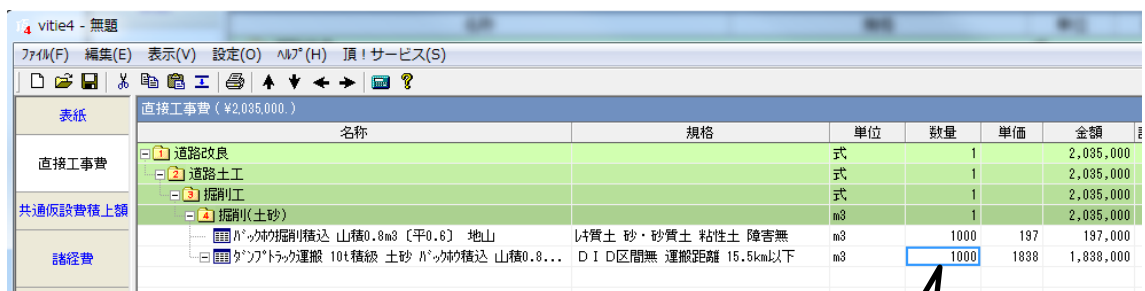 vitie4 - 無題
ﾌｧｲﾙ(F) 編集(E) 表示(V) 設定(O) ﾍﾙﾌﾟ(H) 頂！サービス(S)
表紙
直接工事費
共通仮設費積上額
諸経費
直接工事費 ( ¥2,035,000. )
名称 規格 単位 数量 単価 金額
1 道路改良 式 1 2,035,000
2 道路土工 式 1 2,035,000
3 掘削工 式 1 2,035,000
4 掘削(土砂) m3 1 2,035,000
ﾊﾞｯｸﾎｳ掘削積込 山積0.8m3〔平0.6〕 地山 ﾚｷ質土 砂・砂質土 粘性土 障害無 m3 1000 197 197,000
ﾀﾞﾝﾌﾟﾄﾗｯｸ運搬 10t積級 土砂 ﾊﾞｯｸﾎｳ積込 山積0.8... ＤＩＤ区間無 運搬距離 15.5km以下 m3 1000 1838 1,838,000